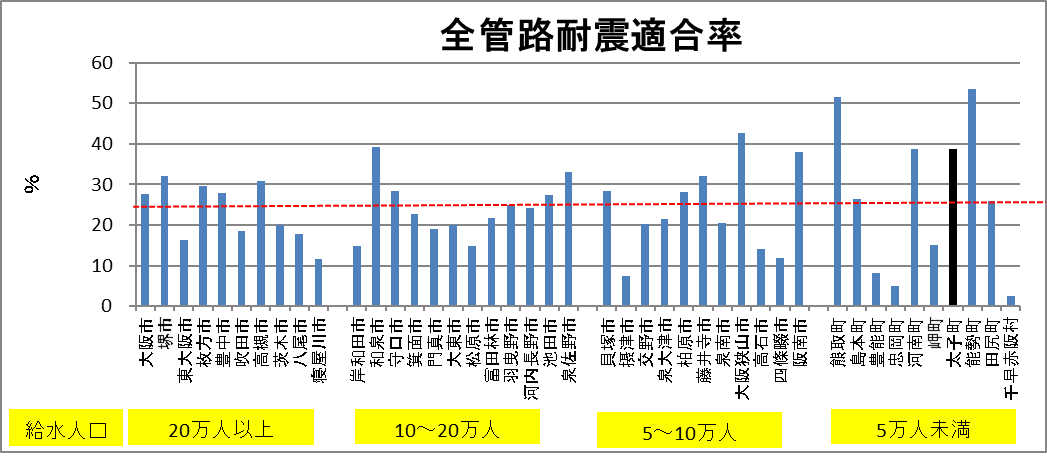 全管路耐震適合率
60
50
40
30
20
10
0
%
大阪市
堺市
東大阪市
枚方市
豊中市
吹田市
高槻市
茨木市
八尾市
寝屋川市
岸和田市
和泉市
守口市
箕面市
門真市
大東市
松原市
富田林市
羽曳野市
河内長野市
池田市
泉佐野市
貝塚市
摂津市
交野市
泉大津市
柏原市
藤井寺市
泉南市
大阪狭山市
高石市
四條畷市
阪南市
熊取町
島本町
豊能町
忠岡町
河南町
岬町
太子町
能勢町
田尻町
千早赤阪村
給水人口
20万人以上
10～20万人
5～10万人
5万人未満